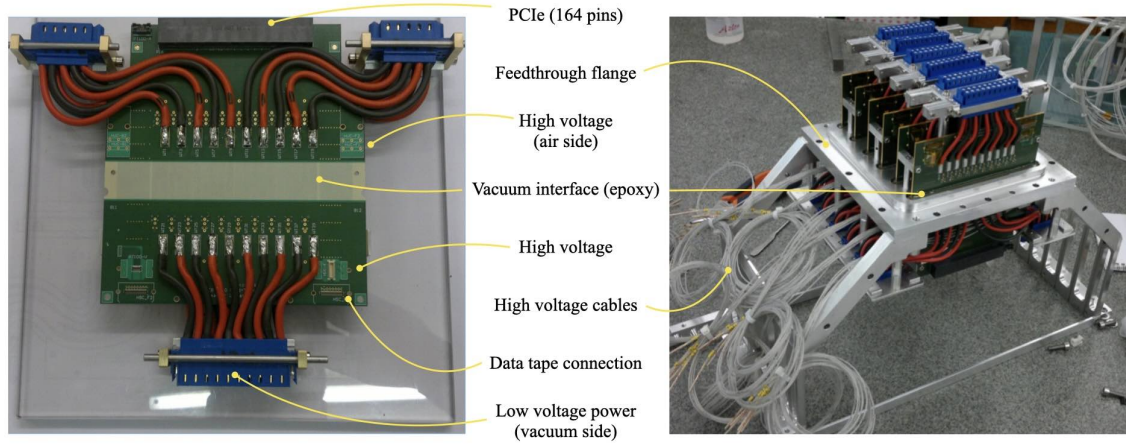 PCIe (164 pins)
Feedthrough flange
High voltage
(air side)
Vacuum interface (epoxy)
High voltage
High voltage cables
Data tape connection
Low voltage power
(vacuum side)